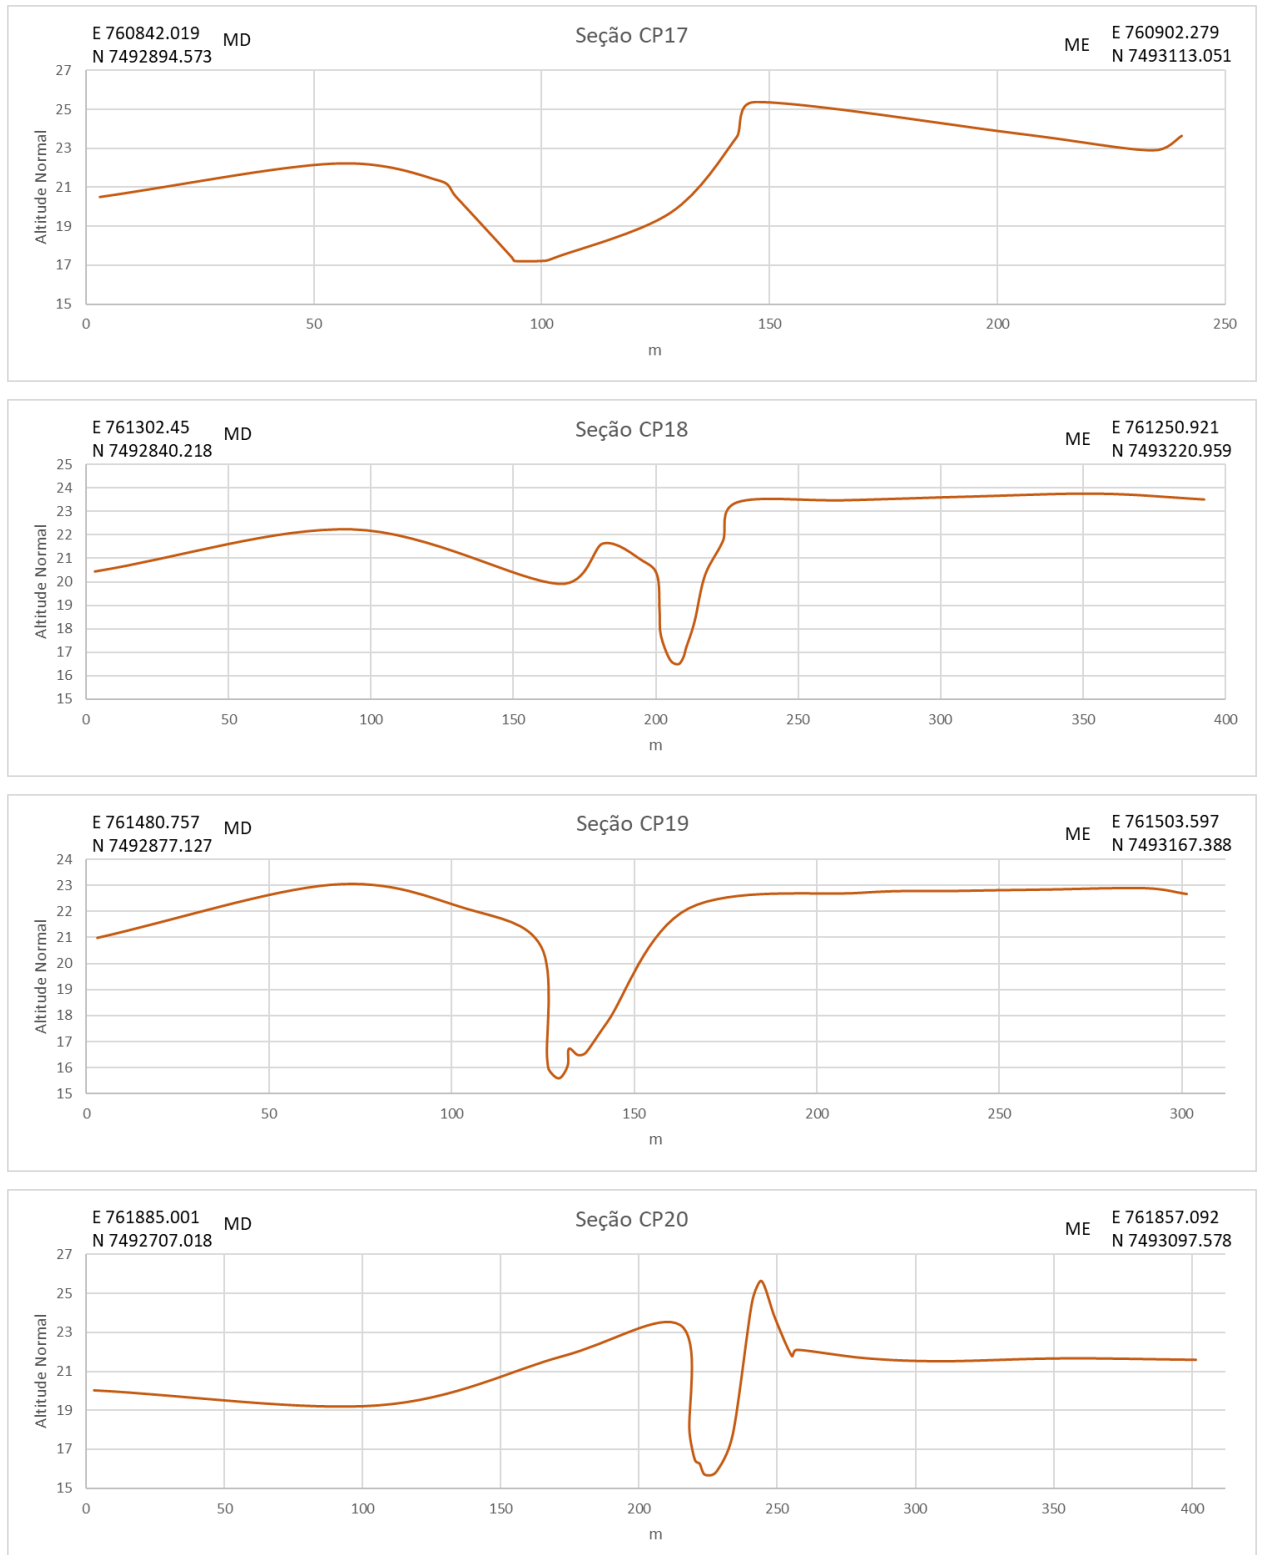 Seção CP17
E 760842.019
N 7492894.573
MD
ME
E 760902.279
N 7493113.051
Altitude Normal
27
25
23
21
19
17
15
0 50 100 150 200 250
m
Seção CP18
E 761302.45
N 7492840.218
MD
ME
E 761250.921
N 7493220.959
Altitude Normal
25
24
23
22
21
20
19
18
17
16
15
0 50 100 150 200 250 300 350 400
m
Seção CP19
E 761480.757
N 7492877.127
MD
ME
E 761503.597
N 7493167.388
Altitude Normal
24
23
22
21
20
19
18
17
16
15
0 50 100 150 200 250 300
m
Seção CP20
E 761885.001
N 7492707.018
MD
ME
E 761857.092
N 7493097.578
Altitude Normal
27
25
23
21
19
17
15
0 50 100 150 200 250 300 350 400
m